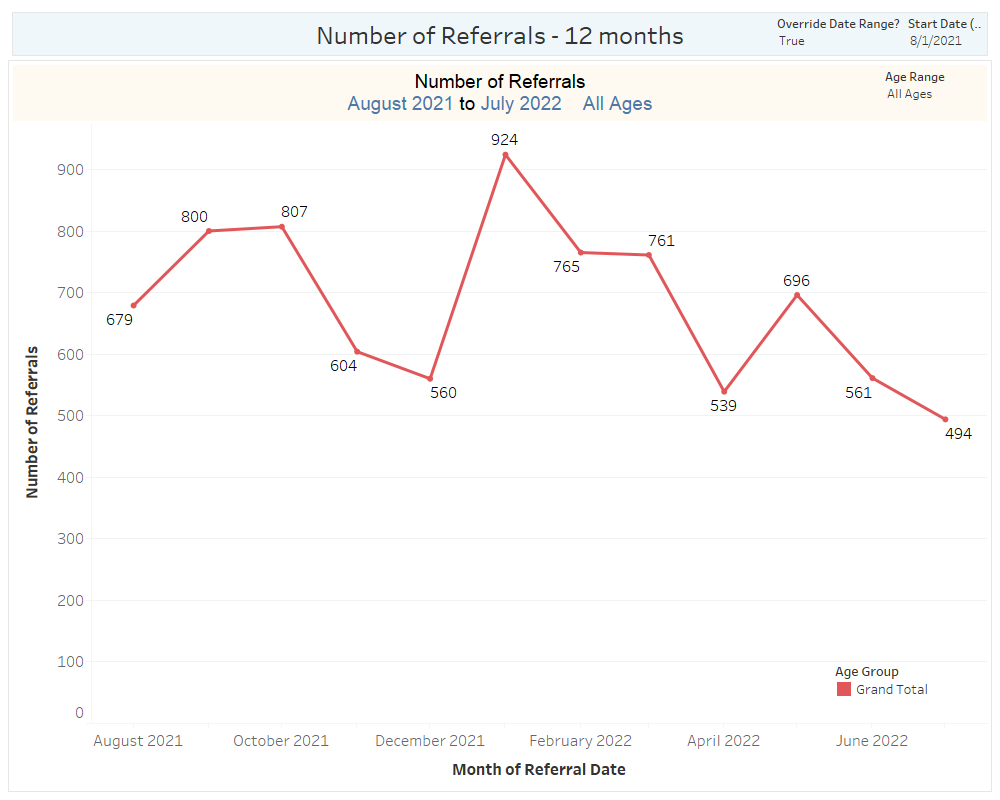 Number of Referrals - 12 months
Override Date Range? Start Date (..
True 8/1/2021
Number of Referrals
August 2021 to July 2022 All Ages
Age Range
All Ages
924
900
807
800
800
761
765
700
696
679
600
604
560
561
539
500
494
400
300
200
100
0
Number of Referrals
Age Group
Grand Total
August 2021 October 2021 December 2021 February 2022 April 2022 June 2022
Month of Referral Date